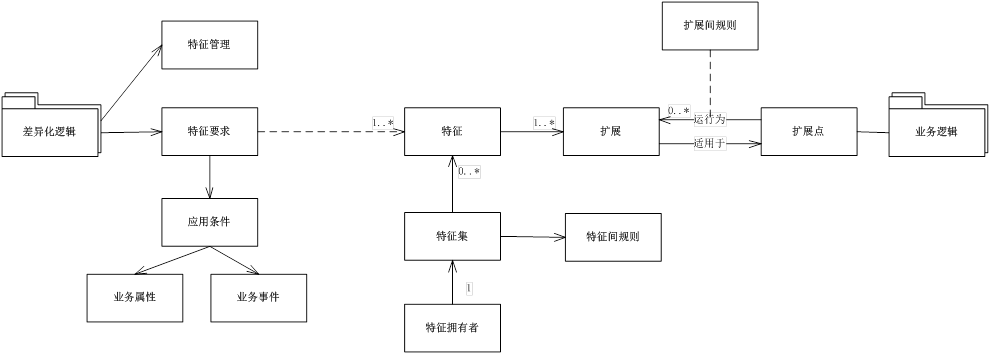 扩展间规则
特征管理
差异化逻辑
特征要求
1..*
特征
1..*
扩展
0..*
运行为
适用于
扩展点
业务逻辑
0..*
应用条件
特征集
特征间规则
业务属性
业务事件
1
特征拥有者